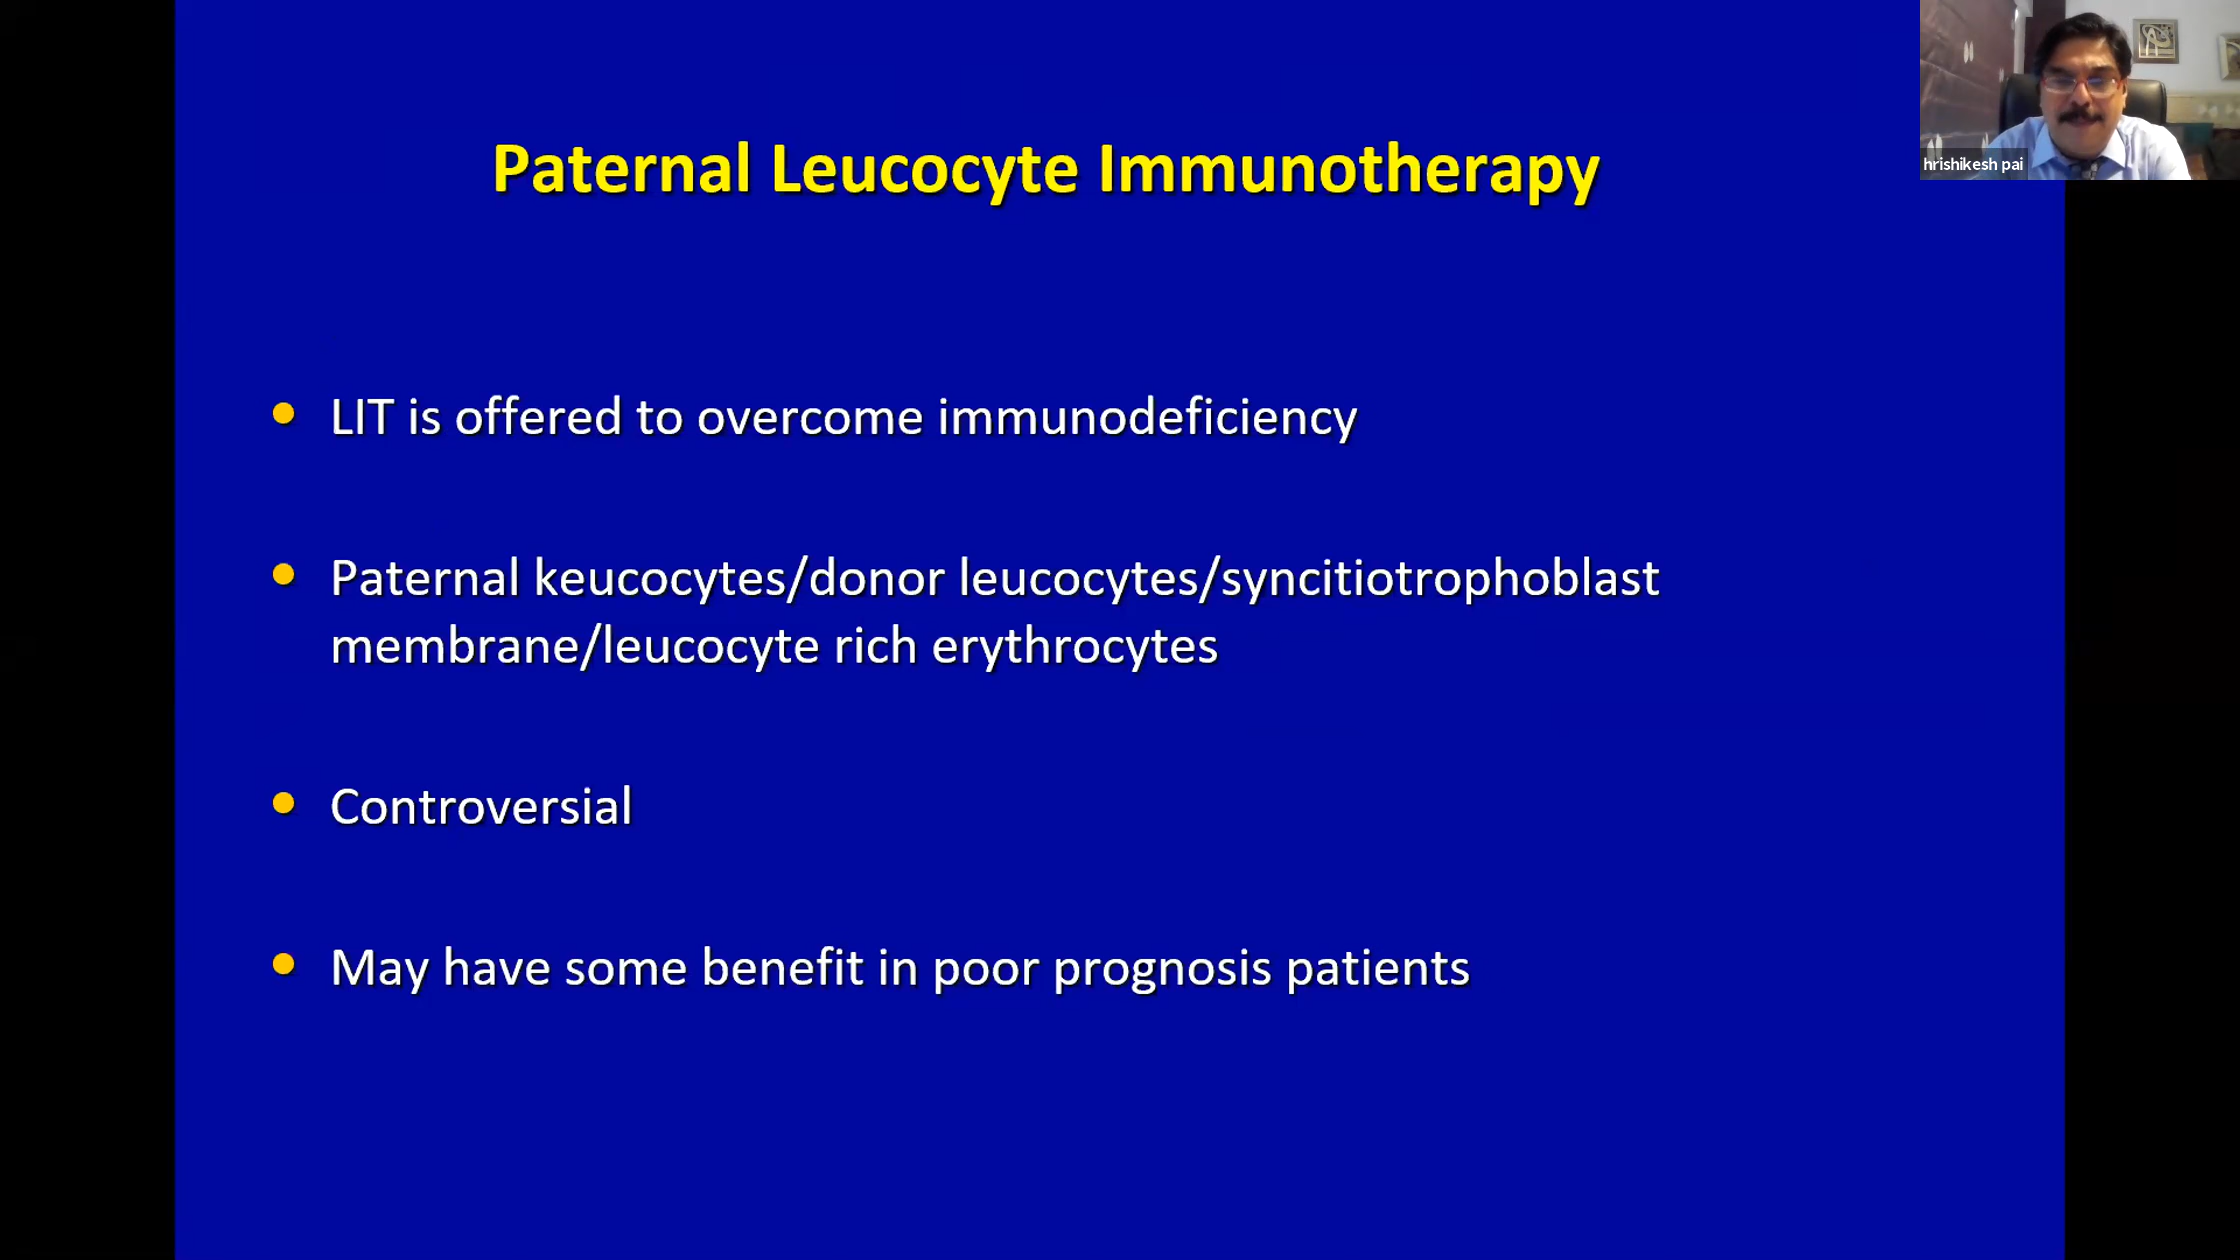 Paternal Leucocyte Immunotherapy
hrishikesh pai
• LIT is offered to overcome immunodeficiency
• Paternal keucocytes/donor leucocytes/syncitiotrophoblast
membrane/leucocyte rich erythrocytes
• Controversial
• May have some benefit in poor prognosis patients